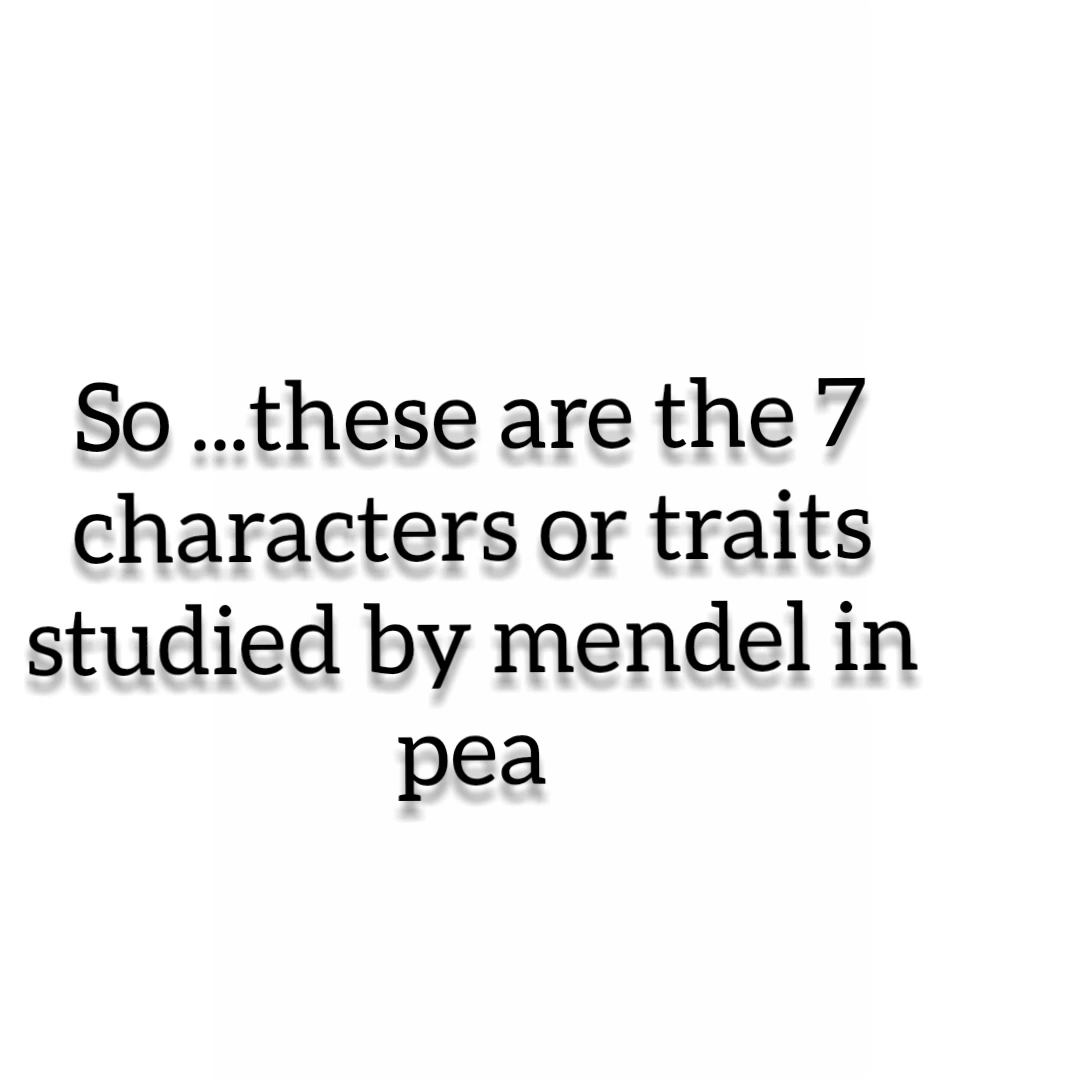 So ...these are the 7
characters or traits
studied by mendel in
pea